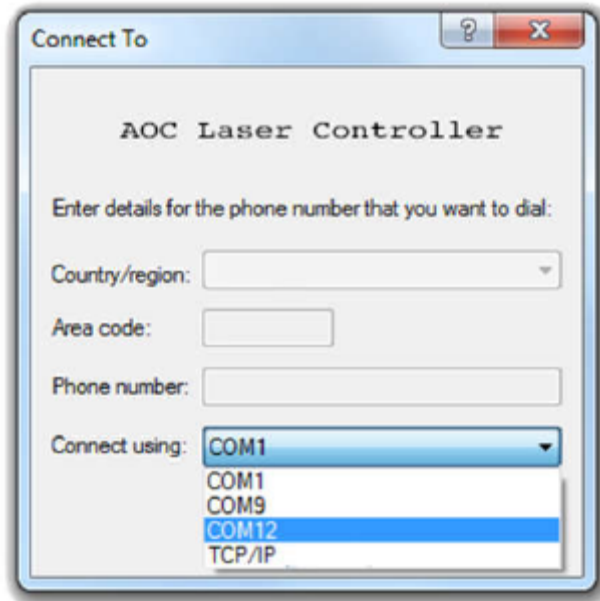 Connect To
AOC Laser Controller
Enter details for the phone number that you want to dial:
Country/region:
Area code:
Phone number:
Connect using: COM1
COM1
COM9
COM12
TCP/IP